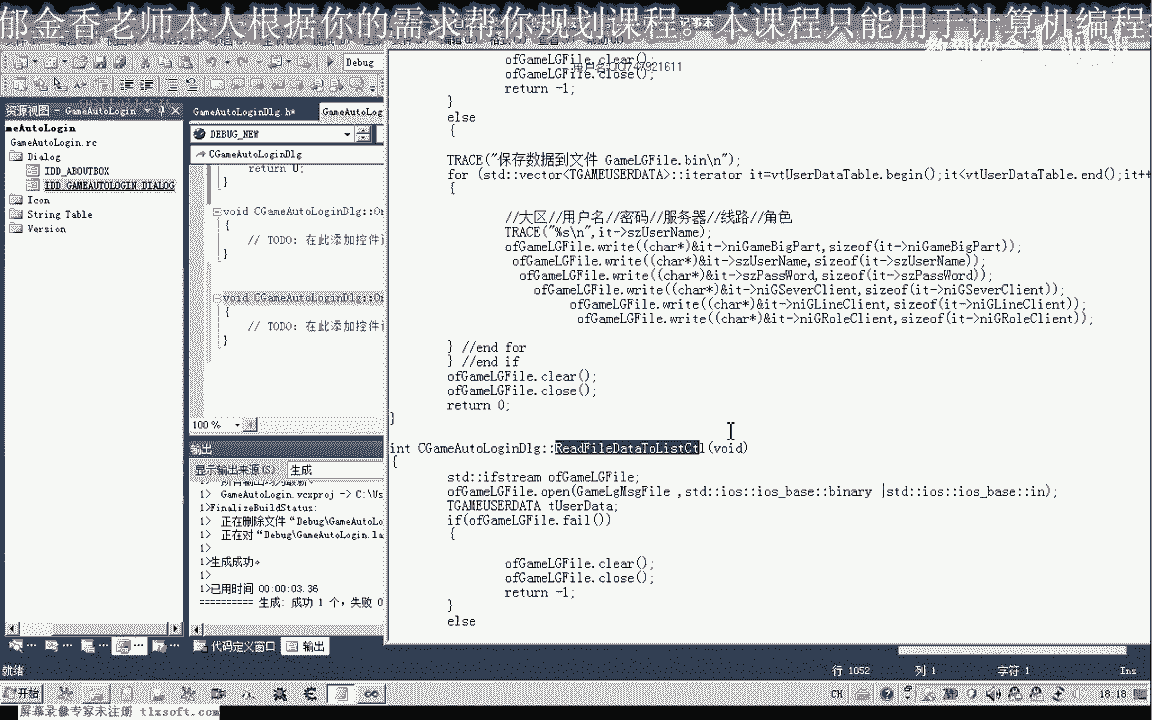 郁金香老师本人根据你的需求帮你规划课程。本课程只能用于计算机编程
记事本
Debug
ofGameLGFile.clear();
ofGameLGFile.close();
return -1;
}
else
{
TRACE("保存数据到文件 GameLGFile.bin\n");
for (std::vector<TGAMEUSERDATA>::iterator it=vtUserDataTable.begin();it<vtUserDataTable.end();it++
{
//大区//用户名//密码//服务器//线路//角色
TRACE("%s\n",it->szUserName);
ofGameLGFile.write((char*)&it->niGameBigPart,sizeof(it->niGameBigPart));
ofGameLGFile.write((char*)&it->szUserName,sizeof(it->szUserName));
ofGameLGFile.write((char*)&it->szPassWord,sizeof(it->szPassWord));
ofGameLGFile.write((char*)&it->niGSeverClient,sizeof(it->niGSeverClient));
ofGameLGFile.write((char*)&it->niGLineClient,sizeof(it->niGLineClient));
ofGameLGFile.write((char*)&it->niGRoleClient,sizeof(it->niGRoleClient));
} //end for
} //end if
ofGameLGFile.clear();
ofGameLGFile.close();
return 0;
}
int CGameAutoLoginDlg::ReadFileDataToListCtl(void)
{
std::ifstream ofGameLGFile;
ofGameLGFile.open(GameLgMsgFile ,std::ios::ios_base::binary |std::ios::ios_base::in);
TGAMEUSERDATA tUserData;
if(ofGameLGFile.fail())
{
ofGameLGFile.clear();
ofGameLGFile.close();
return -1;
}
else
资源视图 - GameAutoLogin
meAutoLogin
GameAutoLogin.rc
Dialog
IDD_ABOUTBOX
IDD_GAMEAUTOLOGIN_DIALOG
Icon
String Table
Version
GameAutoLoginDlg.h*
GameAutoLog
DEBUG_NEW
CGameAutoLoginDlg
return 0;
}
void CGameAutoLoginDlg::On
{
// TODO: 在此添加控件
}
void CGameAutoLoginDlg::On
{
// TODO: 在此添加控件
}
100 %
输出
显示输出来源(S): 生成
1> GameAutoLogin.vcxproj -> C:\Us
1>FinalizeBuildStatus:
1> 正在删除文件“Debug\GameAutoLo
1> 正在对“Debug\GameAutoLogin.la
1>
1>生成成功。
1>
1>已用时间 00:00:03.36
========== 生成: 成功 1 个，失败 0
代码定义窗口
输出
就绪
行 1052
列 1
字符 1
Ins
开始
CH
18:18
屏幕录像专家未注册 tlxsoft.com